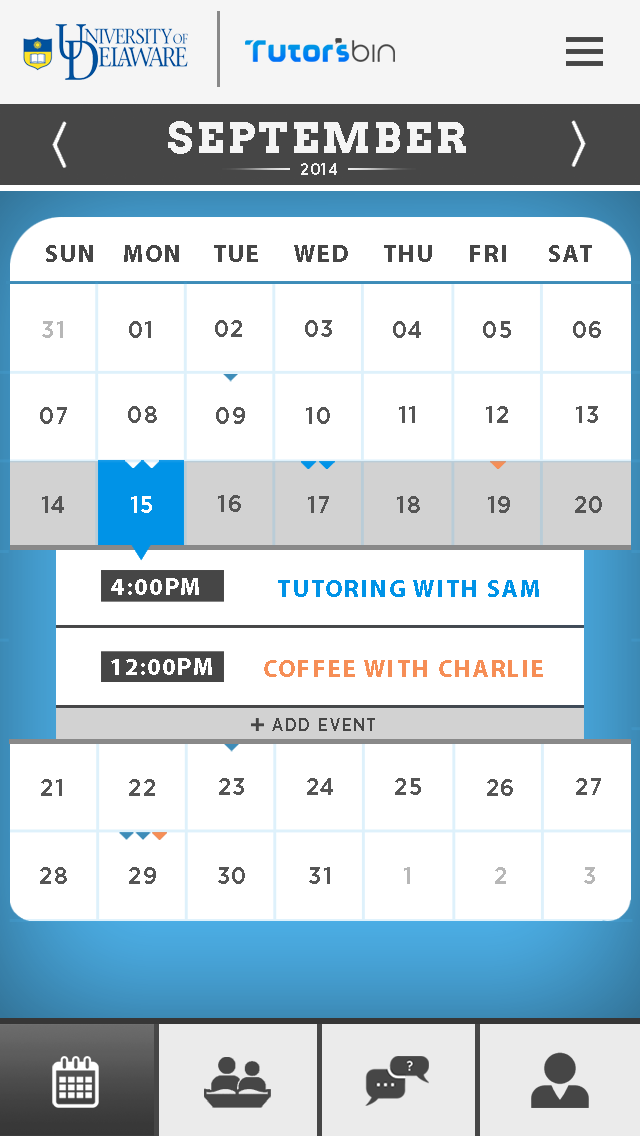 UNIVERSITY OF DELAWARE
Tutorsbin
SEPTEMBER
2014
SUN MON TUE WED THU FRI SAT
31 01 02 03 04 05 06
07 08 09 10 11 12 13
14 15 16 17 18 19 20
4:00PM TUTORING WITH SAM
12:00PM COFFEE WITH CHARLIE
+ ADD EVENT
21 22 23 24 25 26 27
28 29 30 31 1 2 3
?